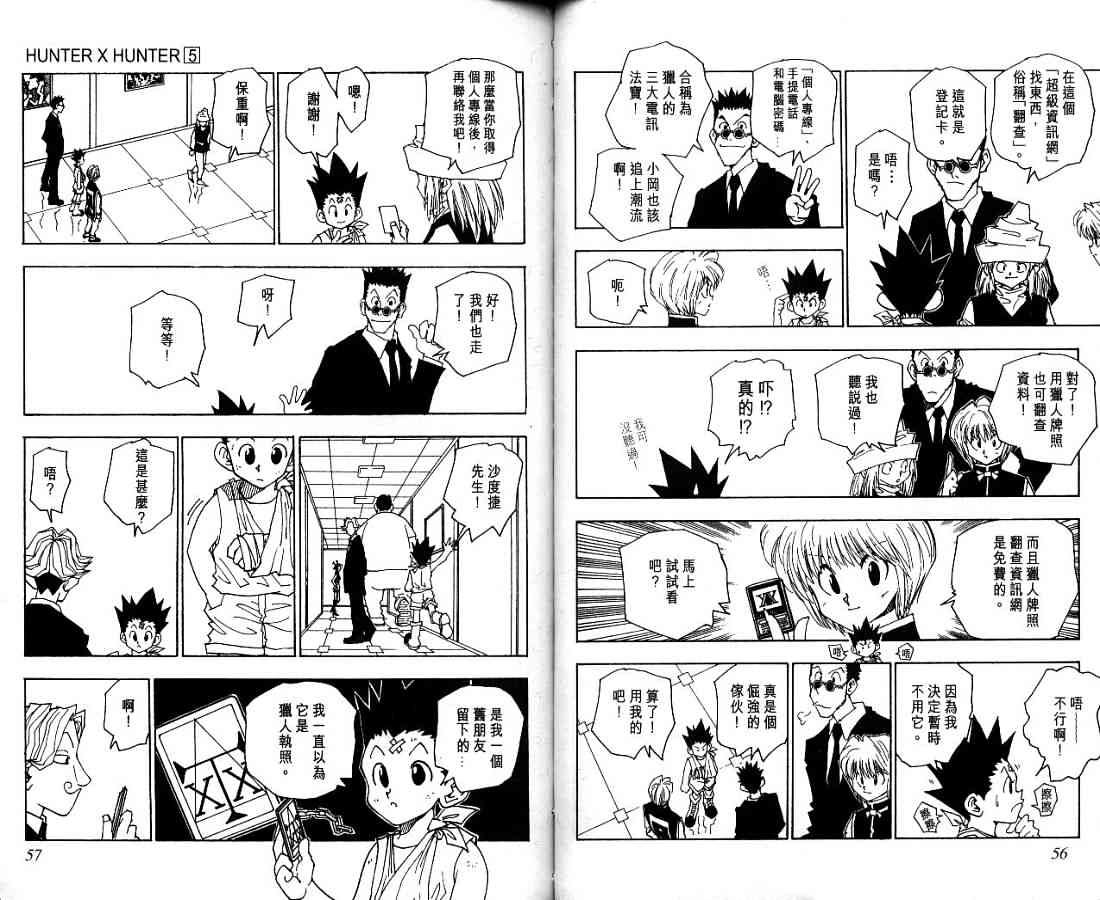 HUNTER X HUNTER 5
在這個
「超級資訊網」
找東西，
俗稱「翻查」。
這就是
登記卡。
唔…
是嗎？
「個人專線」、
手提電話
和電腦密碼…
合稱為
獵人的
三大電訊
法寶！
小岡也該
追上潮流
啊！
唔…
呃！
對了！
用獵人牌照
也可翻查
資料！
我也
聽説過！
吓!?
真的!?
我可
沒聽過！
而且獵人牌照
翻查資訊網
是免費的。
馬上
試試看
吧？
唔
唔
唔──
不行啊！
因為我
決定暫時
不用它。
擦擦
擦擦
真是個
倔強的
傢伙！
算了！
用我的
吧！
56
那麼當你取得
個人專線後，
再聯絡我吧！
嗯！
謝謝！
保重啊！
好！
我們也走
了！
呀！
等等！
沙度捷
先生！
這是甚麼？
唔？
是我一個
舊朋友
留下的…
我一直以為
它是
獵人執照。
啊！
57